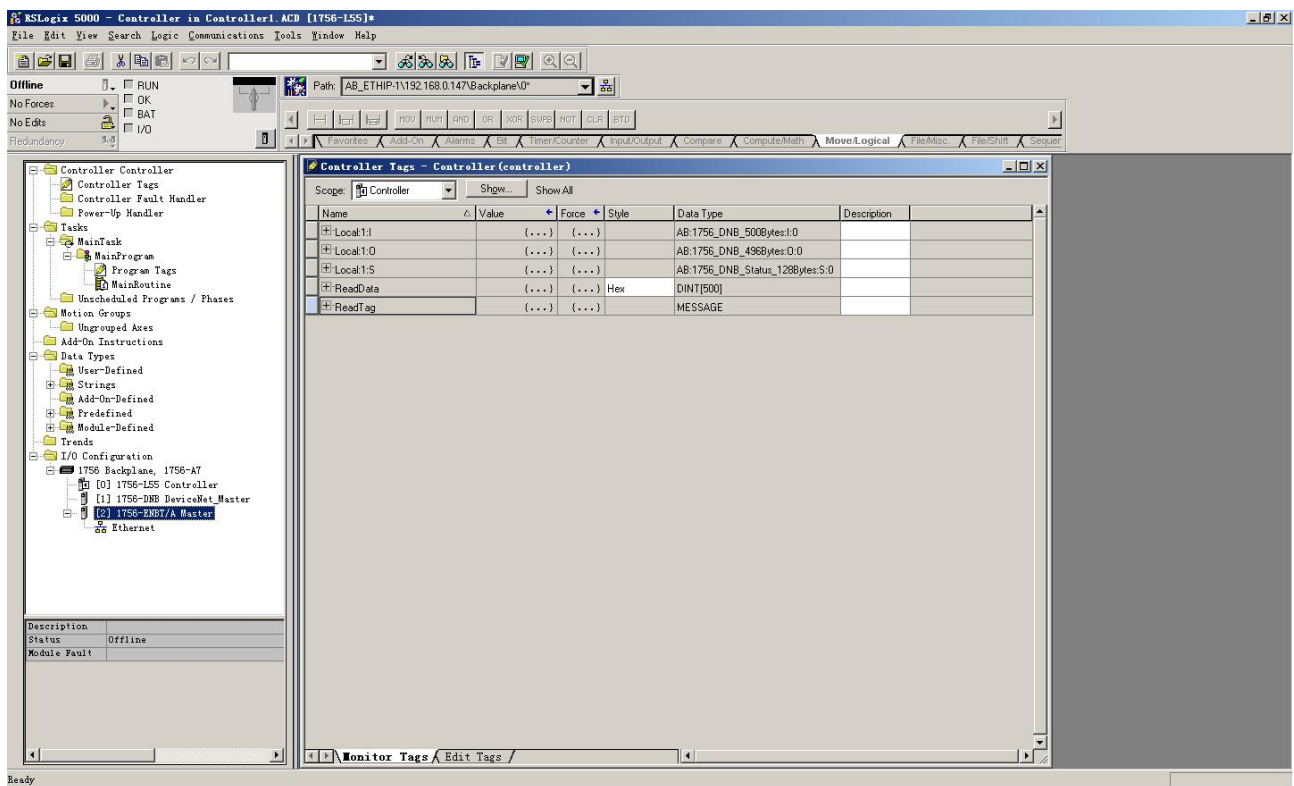 RSLogix 5000 - Controller in Controller1.ACD [1756-L55]*
File Edit View Search Logic Communications Tools Window Help
Offline
RUN
Path: AB_ETHIP-1\192.168.0.147\Backplane\0*
No Forces
OK
No Edits
BAT
MOV MVM AND OR XOR SWPB NOT CLR BTD
I/O
Redundancy
Favorites Add-On Alarms Bit Timer/Counter Input/Output Compare Compute/Math Move/Logical File/Misc. File/Shift Sequer
Controller Controller
Controller Tags
Controller Fault Handler
Power-Up Handler
Tasks
MainTask
MainProgram
Program Tags
MainRoutine
Unscheduled Programs / Phases
Motion Groups
Ungrouped Axes
Add-On Instructions
Data Types
User-Defined
Strings
Add-On-Defined
Predefined
Module-Defined
Trends
I/O Configuration
1756 Backplane, 1756-A7
[0] 1756-L55 Controller
[1] 1756-DNB DeviceNet_Master
[2] 1756-ENBT/A Master
Ethernet
Description
Status Offline
Module Fault
Controller Tags - Controller(controller)
Scope: Controller Show... Show All
Name Value Force Style Data Type Description
Local:1:I {...} {...} AB:1756_DNB_500Bytes:I:0
Local:1:O {...} {...} AB:1756_DNB_496Bytes:O:0
Local:1:S {...} {...} AB:1756_DNB_Status_128Bytes:S:0
ReadData {...} {...} Hex DINT[500]
ReadTag {...} {...} MESSAGE
Monitor Tags Edit Tags
Ready